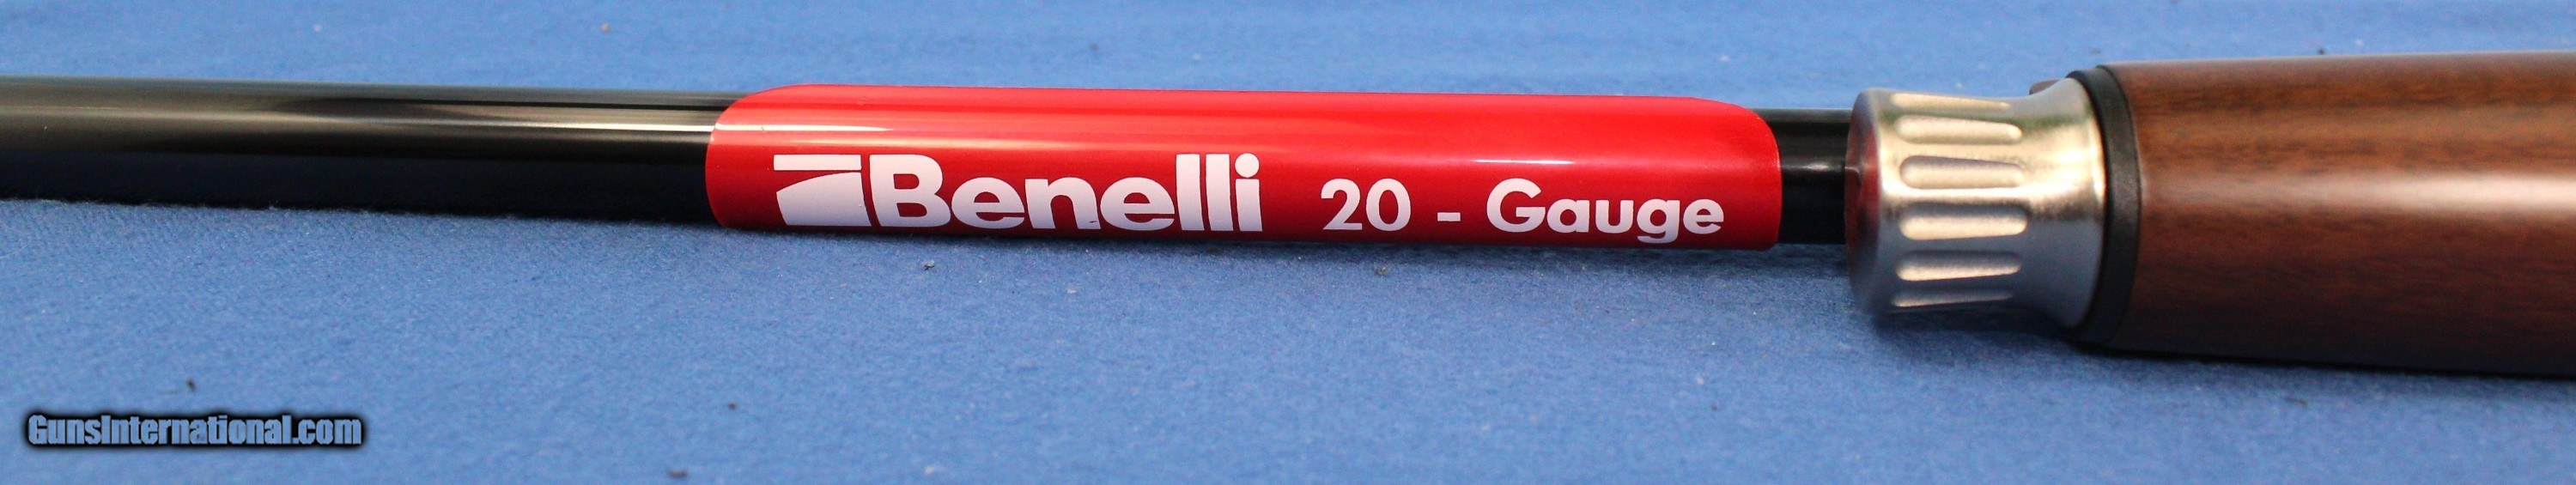 Benelli 20 - Gauge
GunsInternational.com